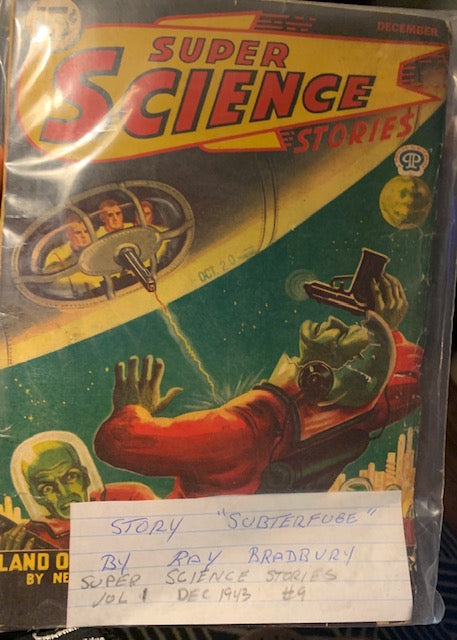 15¢
DECEMBER
SUPER
SCIENCE
STORIES
OCT 20
LAND O
BY NE
STORY "SUBTERFUGE"
BY RAY BRADBURY
SUPER SCIENCE STORIES
VOL 1 DEC 1943 #9